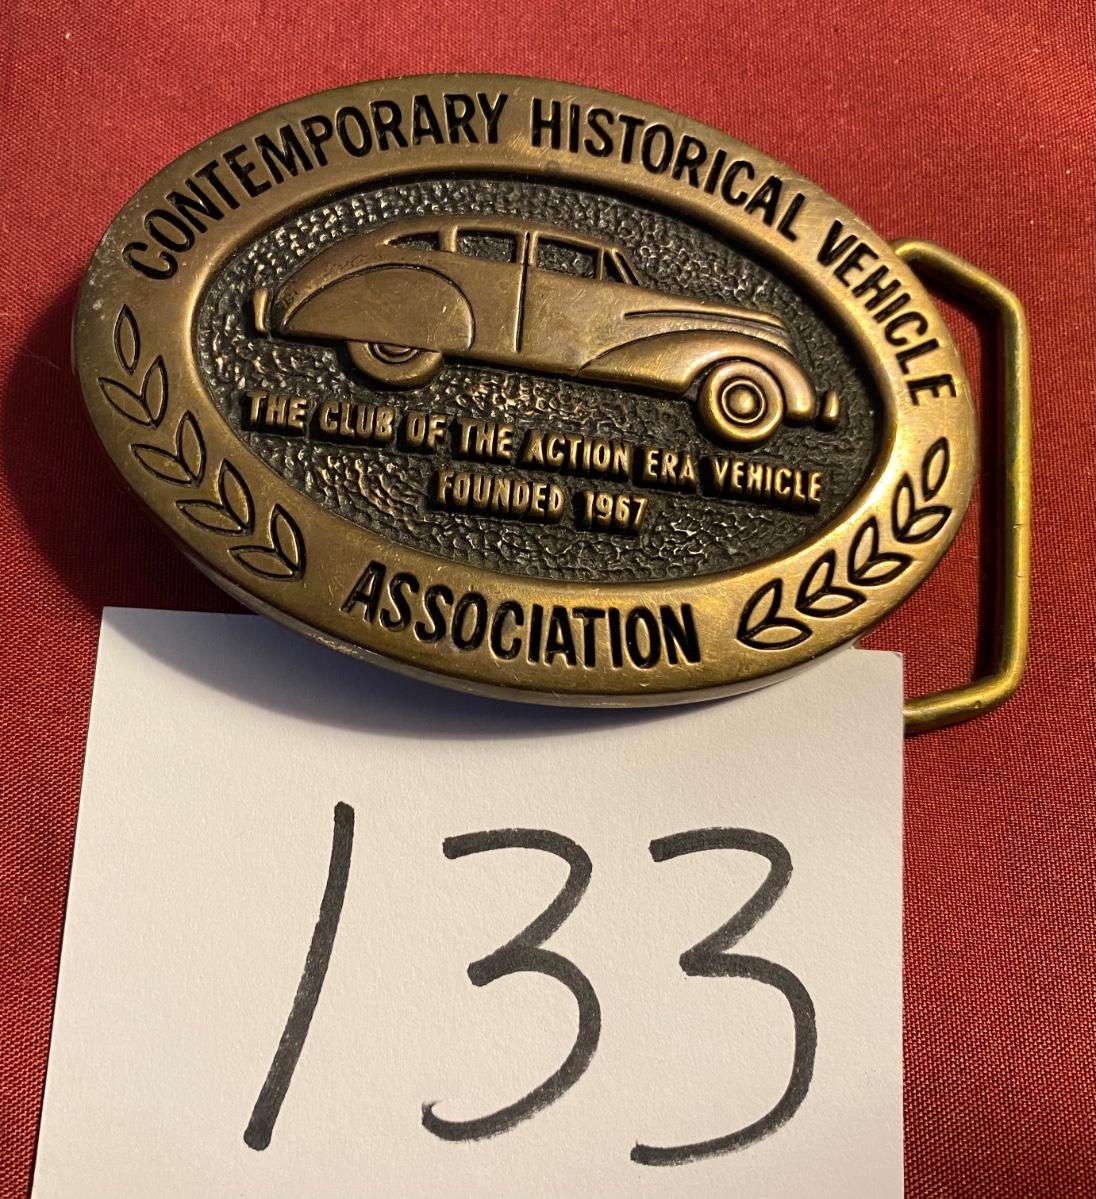 CONTEMPORARY HISTORICAL VEHICLE
THE CLUB OF THE ACTION ERA VEHICLE
FOUNDED 1967
ASSOCIATION
133